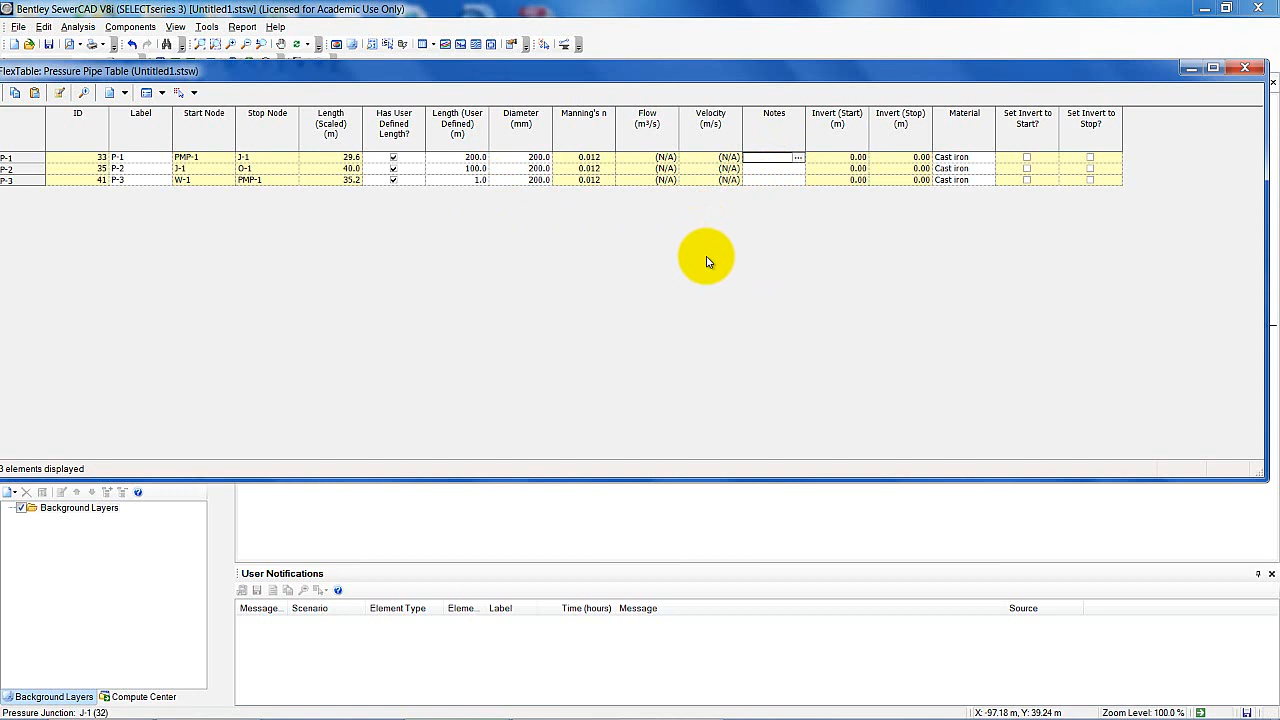 Bentley SewerCAD V8i (SELECTseries 3) [Untitled1.stsw] (Licensed for Academic Use Only)
File Edit Analysis Components View Tools Report Help
FlexTable: Pressure Pipe Table (Untitled1.stsw)
ID Label Start Node Stop Node Length (Scaled) (m) Has User Defined Length? Length (User Defined) (m) Diameter (mm) Manning's n Flow (m³/s) Velocity (m/s) Notes Invert (Start) (m) Invert (Stop) (m) Material Set Invert to Start? Set Invert to Stop?
P-1 33 P-1 PMP-1 J-1 29.6 200.0 200.0 0.012 (N/A) (N/A) ... 0.00 0.00 Cast iron
P-2 35 P-2 J-1 O-1 40.0 100.0 200.0 0.012 (N/A) (N/A) 0.00 0.00 Cast iron
P-3 41 P-3 W-1 PMP-1 35.2 1.0 200.0 0.012 (N/A) (N/A) 0.00 0.00 Cast iron
3 elements displayed
Background Layers
User Notifications
Message... Scenario Element Type Eleme... Label Time (hours) Message Source
Background Layers Compute Center
Pressure Junction: J-1 (32) X: -97.18 m, Y: 39.24 m Zoom Level: 100.0 %